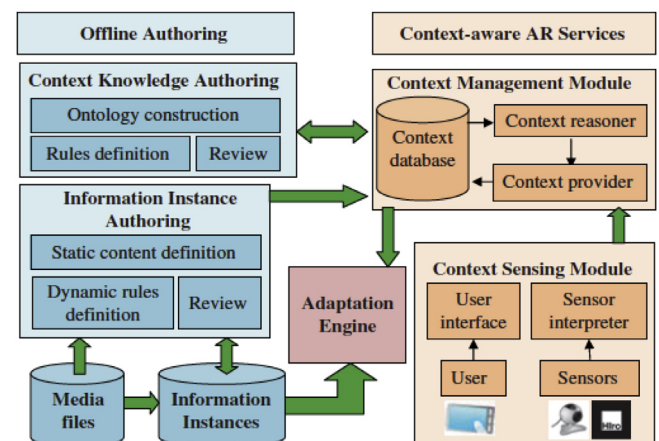 Offline Authoring
Context-aware AR Services
Context Knowledge Authoring
Ontology construction
Rules definition
Review
Information Instance
Authoring
Static content definition
Dynamic rules
definition
Review
Media
files
Information
Instances
Adaptation
Engine
Context Management Module
Context
database
Context reasoner
Context provider
Context Sensing Module
User
interface
Sensor
interpreter
User
Sensors
Hiro